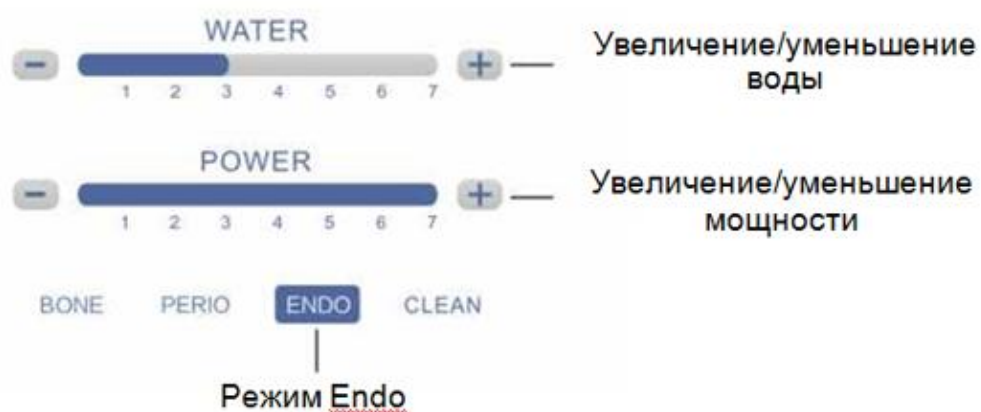 WATER
− +
1 2 3 4 5 6 7
Увеличение/уменьшение
воды
POWER
− +
1 2 3 4 5 6 7
Увеличение/уменьшение
мощности
BONE PERIO ENDO CLEAN
Режим Endo